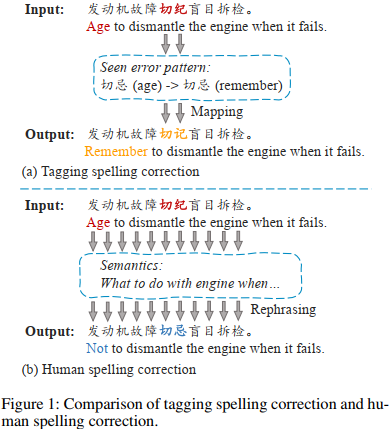 Input: 发动机故障切纪盲目拆检。
Age to dismantle the engine when it fails.
Seen error pattern:
切忌 (age) -> 切忌 (remember)
Mapping
Output: 发动机故障切记盲目拆检。
Remember to dismantle the engine when it fails.
(a) Tagging spelling correction
Input: 发动机故障切纪盲目拆检。
Age to dismantle the engine when it fails.
Semantics:
What to do with engine when…
Rephrasing
Output: 发动机故障切忌盲目拆检。
Not to dismantle the engine when it fails.
(b) Human spelling correction
Figure 1: Comparison of tagging spelling correction and hu-
man spelling correction.